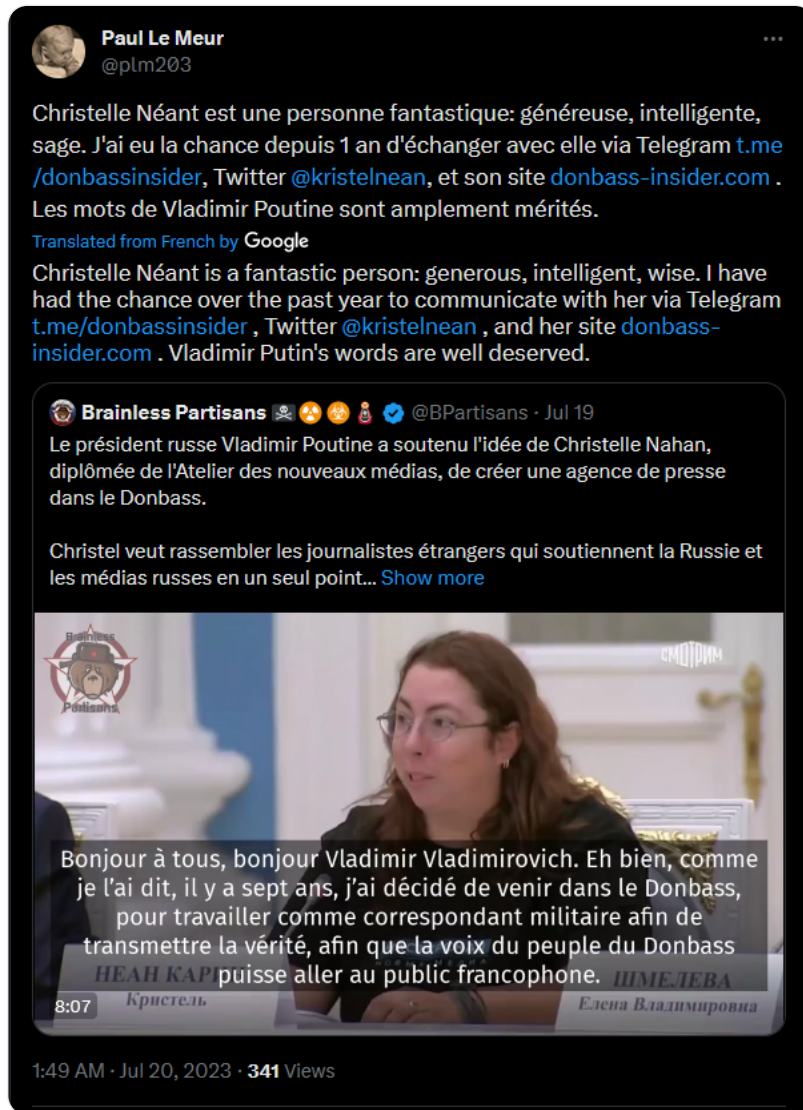 Paul Le Meur
@plm203
Christelle Néant est une personne fantastique: généreuse, intelligente,
sage. J'ai eu la chance depuis 1 an d'échanger avec elle via Telegram t.me
/donbassinsider, Twitter @kristelnean, et son site donbass-insider.com .
Les mots de Vladimir Poutine sont amplement mérités.
Translated from French by Google
Christelle Néant is a fantastic person: generous, intelligent, wise. I have
had the chance over the past year to communicate with her via Telegram
t.me/donbassinsider , Twitter @kristelnean , and her site donbass-
insider.com . Vladimir Putin's words are well deserved.
Brainless Partisans @BPartisans · Jul 19
Le président russe Vladimir Poutine a soutenu l'idée de Christelle Nahan,
diplômée de l'Atelier des nouveaux médias, de créer une agence de presse
dans le Donbass.
Christel veut rassembler les journalistes étrangers qui soutiennent la Russie et
les médias russes en un seul point... Show more
Brainless
Partisans
СМОТРИМ
Bonjour à tous, bonjour Vladimir Vladimirovich. Eh bien, comme
je l'ai dit, il y a sept ans, j'ai décidé de venir dans le Donbass,
pour travailler comme correspondant militaire afin de
transmettre la vérité, afin que la voix du peuple du Donbass
puisse aller au public francophone.
НЕАН
Кристель
ШМЕЛЕВА
Елена Владимировна
8:07
1:49 AM · Jul 20, 2023 · 341 Views